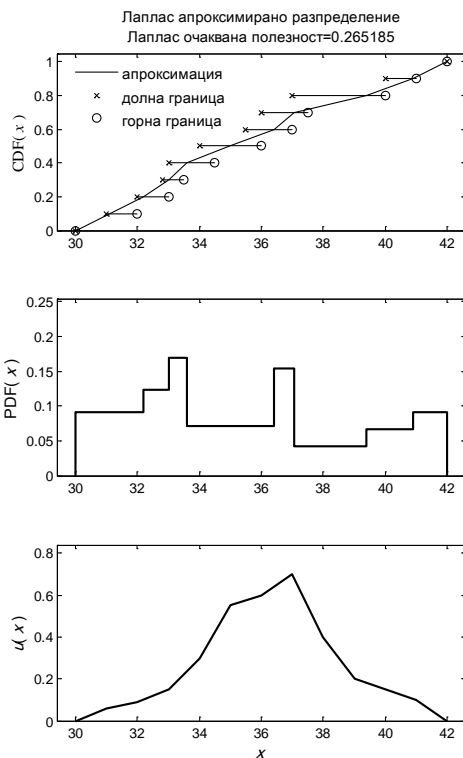 Лаплас апроксимирано разпределение
Лаплас очаквана полезност=0.265185
CDF(x)
1
0.8
0.6
0.4
0.2
0
апроксимация
долна граница
горна граница
30 32 34 36 38 40 42
PDF(x)
0.25
0.2
0.15
0.1
0.05
0
30 32 34 36 38 40 42
u(x)
0.8
0.6
0.4
0.2
0
30 32 34 36 38 40 42
x